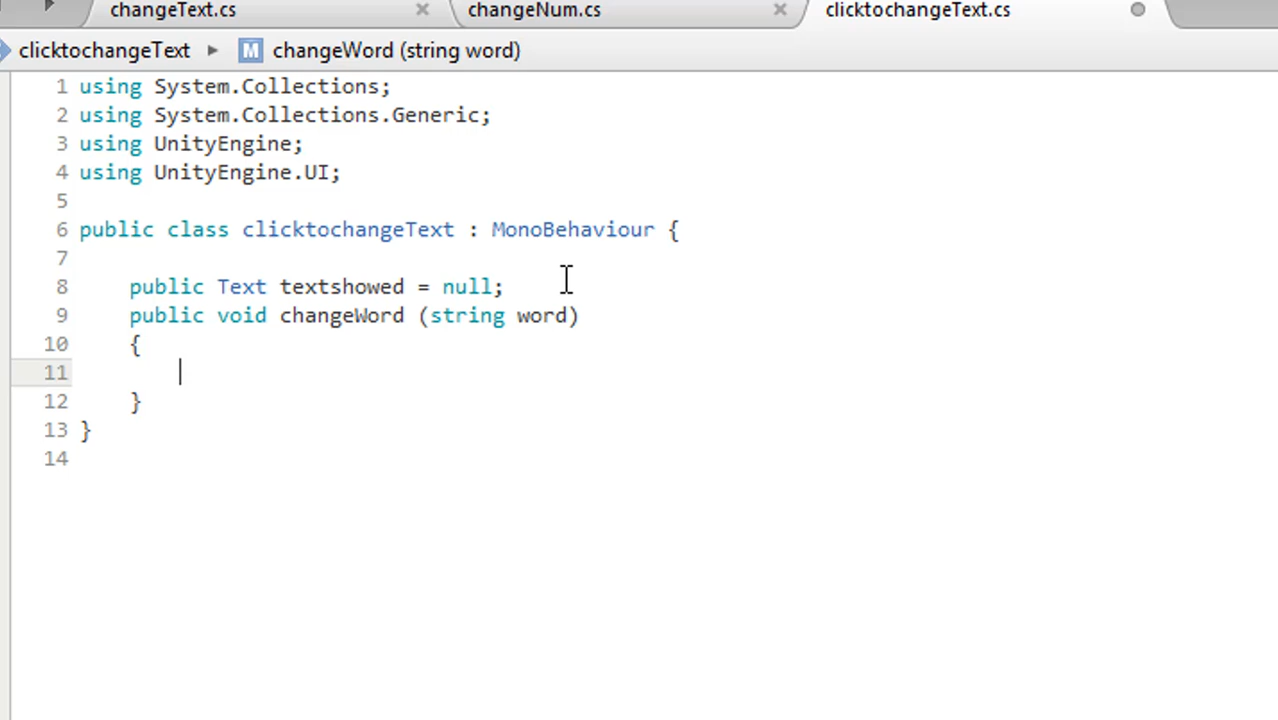 changeText.cs × changeNum.cs × clicktochangeText.cs
clicktochangeText ▸ M changeWord (string word)
1 using System.Collections;
2 using System.Collections.Generic;
3 using UnityEngine;
4 using UnityEngine.UI;
5
6 public class clicktochangeText : MonoBehaviour {
7
8 public Text textshowed = null;
9 public void changeWord (string word)
10 {
11
12 }
13 }
14